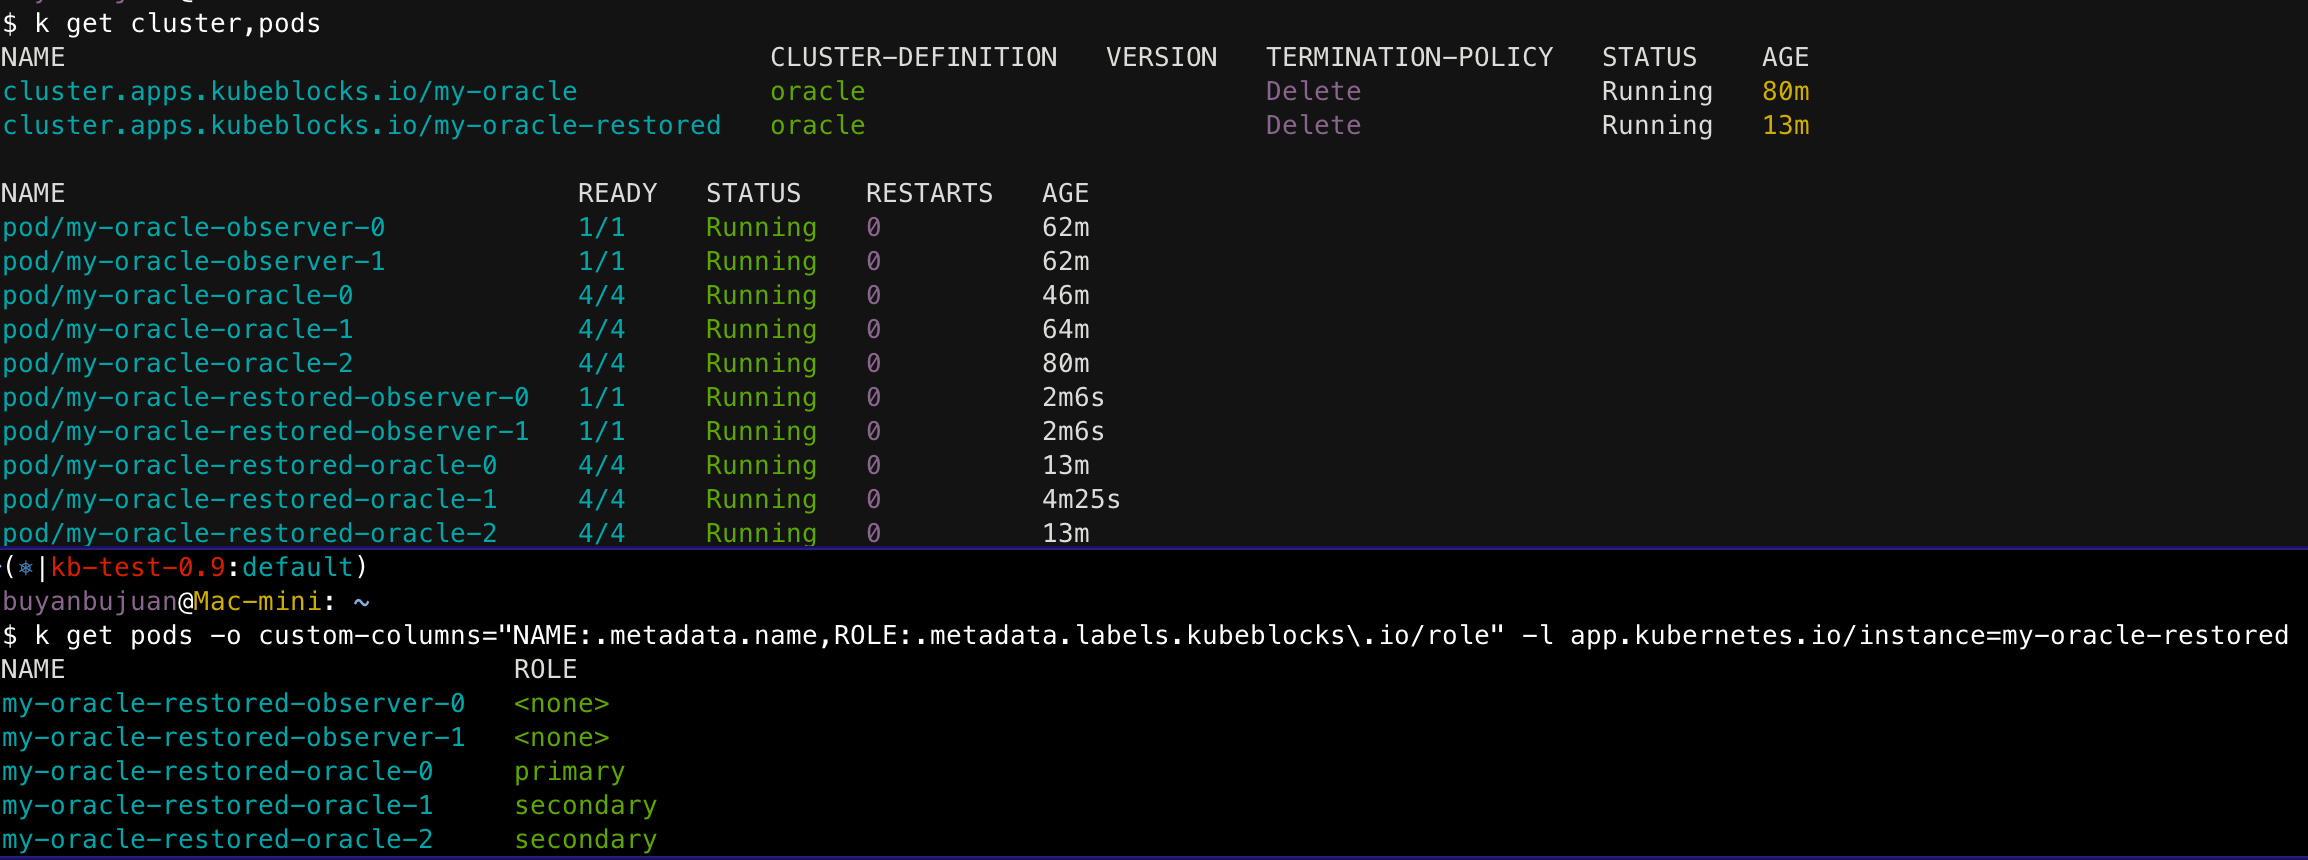 $ k get cluster,pods
NAME CLUSTER-DEFINITION VERSION TERMINATION-POLICY STATUS AGE
cluster.apps.kubeblocks.io/my-oracle oracle Delete Running 80m
cluster.apps.kubeblocks.io/my-oracle-restored oracle Delete Running 13m
NAME READY STATUS RESTARTS AGE
pod/my-oracle-observer-0 1/1 Running 0 62m
pod/my-oracle-observer-1 1/1 Running 0 62m
pod/my-oracle-oracle-0 4/4 Running 0 46m
pod/my-oracle-oracle-1 4/4 Running 0 64m
pod/my-oracle-oracle-2 4/4 Running 0 80m
pod/my-oracle-restored-observer-0 1/1 Running 0 2m6s
pod/my-oracle-restored-observer-1 1/1 Running 0 2m6s
pod/my-oracle-restored-oracle-0 4/4 Running 0 13m
pod/my-oracle-restored-oracle-1 4/4 Running 0 4m25s
pod/my-oracle-restored-oracle-2 4/4 Running 0 13m
(⎈|kb-test-0.9:default)
buyanbujuan@Mac-mini: ~
$ k get pods -o custom-columns="NAME:.metadata.name,ROLE:.metadata.labels.kubeblocks\.io/role" -l app.kubernetes.io/instance=my-oracle-restored
NAME ROLE
my-oracle-restored-observer-0 <none>
my-oracle-restored-observer-1 <none>
my-oracle-restored-oracle-0 primary
my-oracle-restored-oracle-1 secondary
my-oracle-restored-oracle-2 secondary